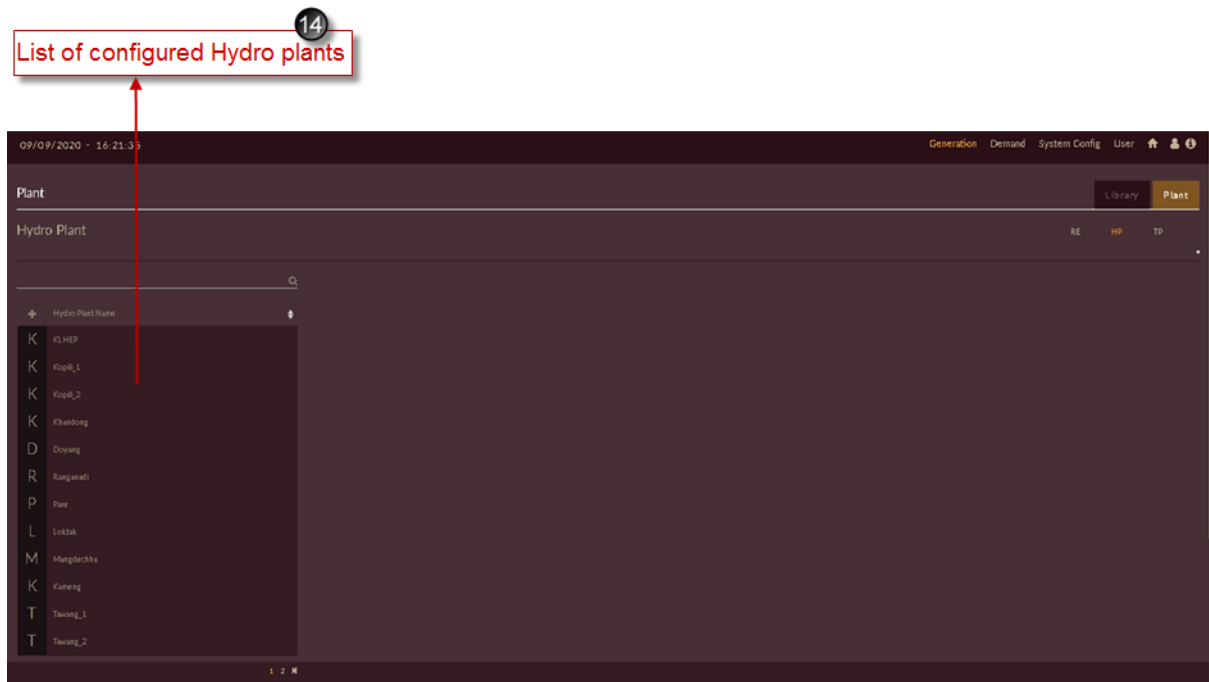 14
List of configured Hydro plants
09/09/2020 - 16:21:35
Generation Demand System Config User
Plant
Library Plant
Hydro Plant
RE HP TP
Hydro Plant Name
K KLHEP
K Kopili_1
K Kopili_2
K Khandong
D Doyang
R Ranganadi
P Pare
L Loktak
M Mangdechhu
K Kameng
T Tawang_1
T Tawang_2
1 2